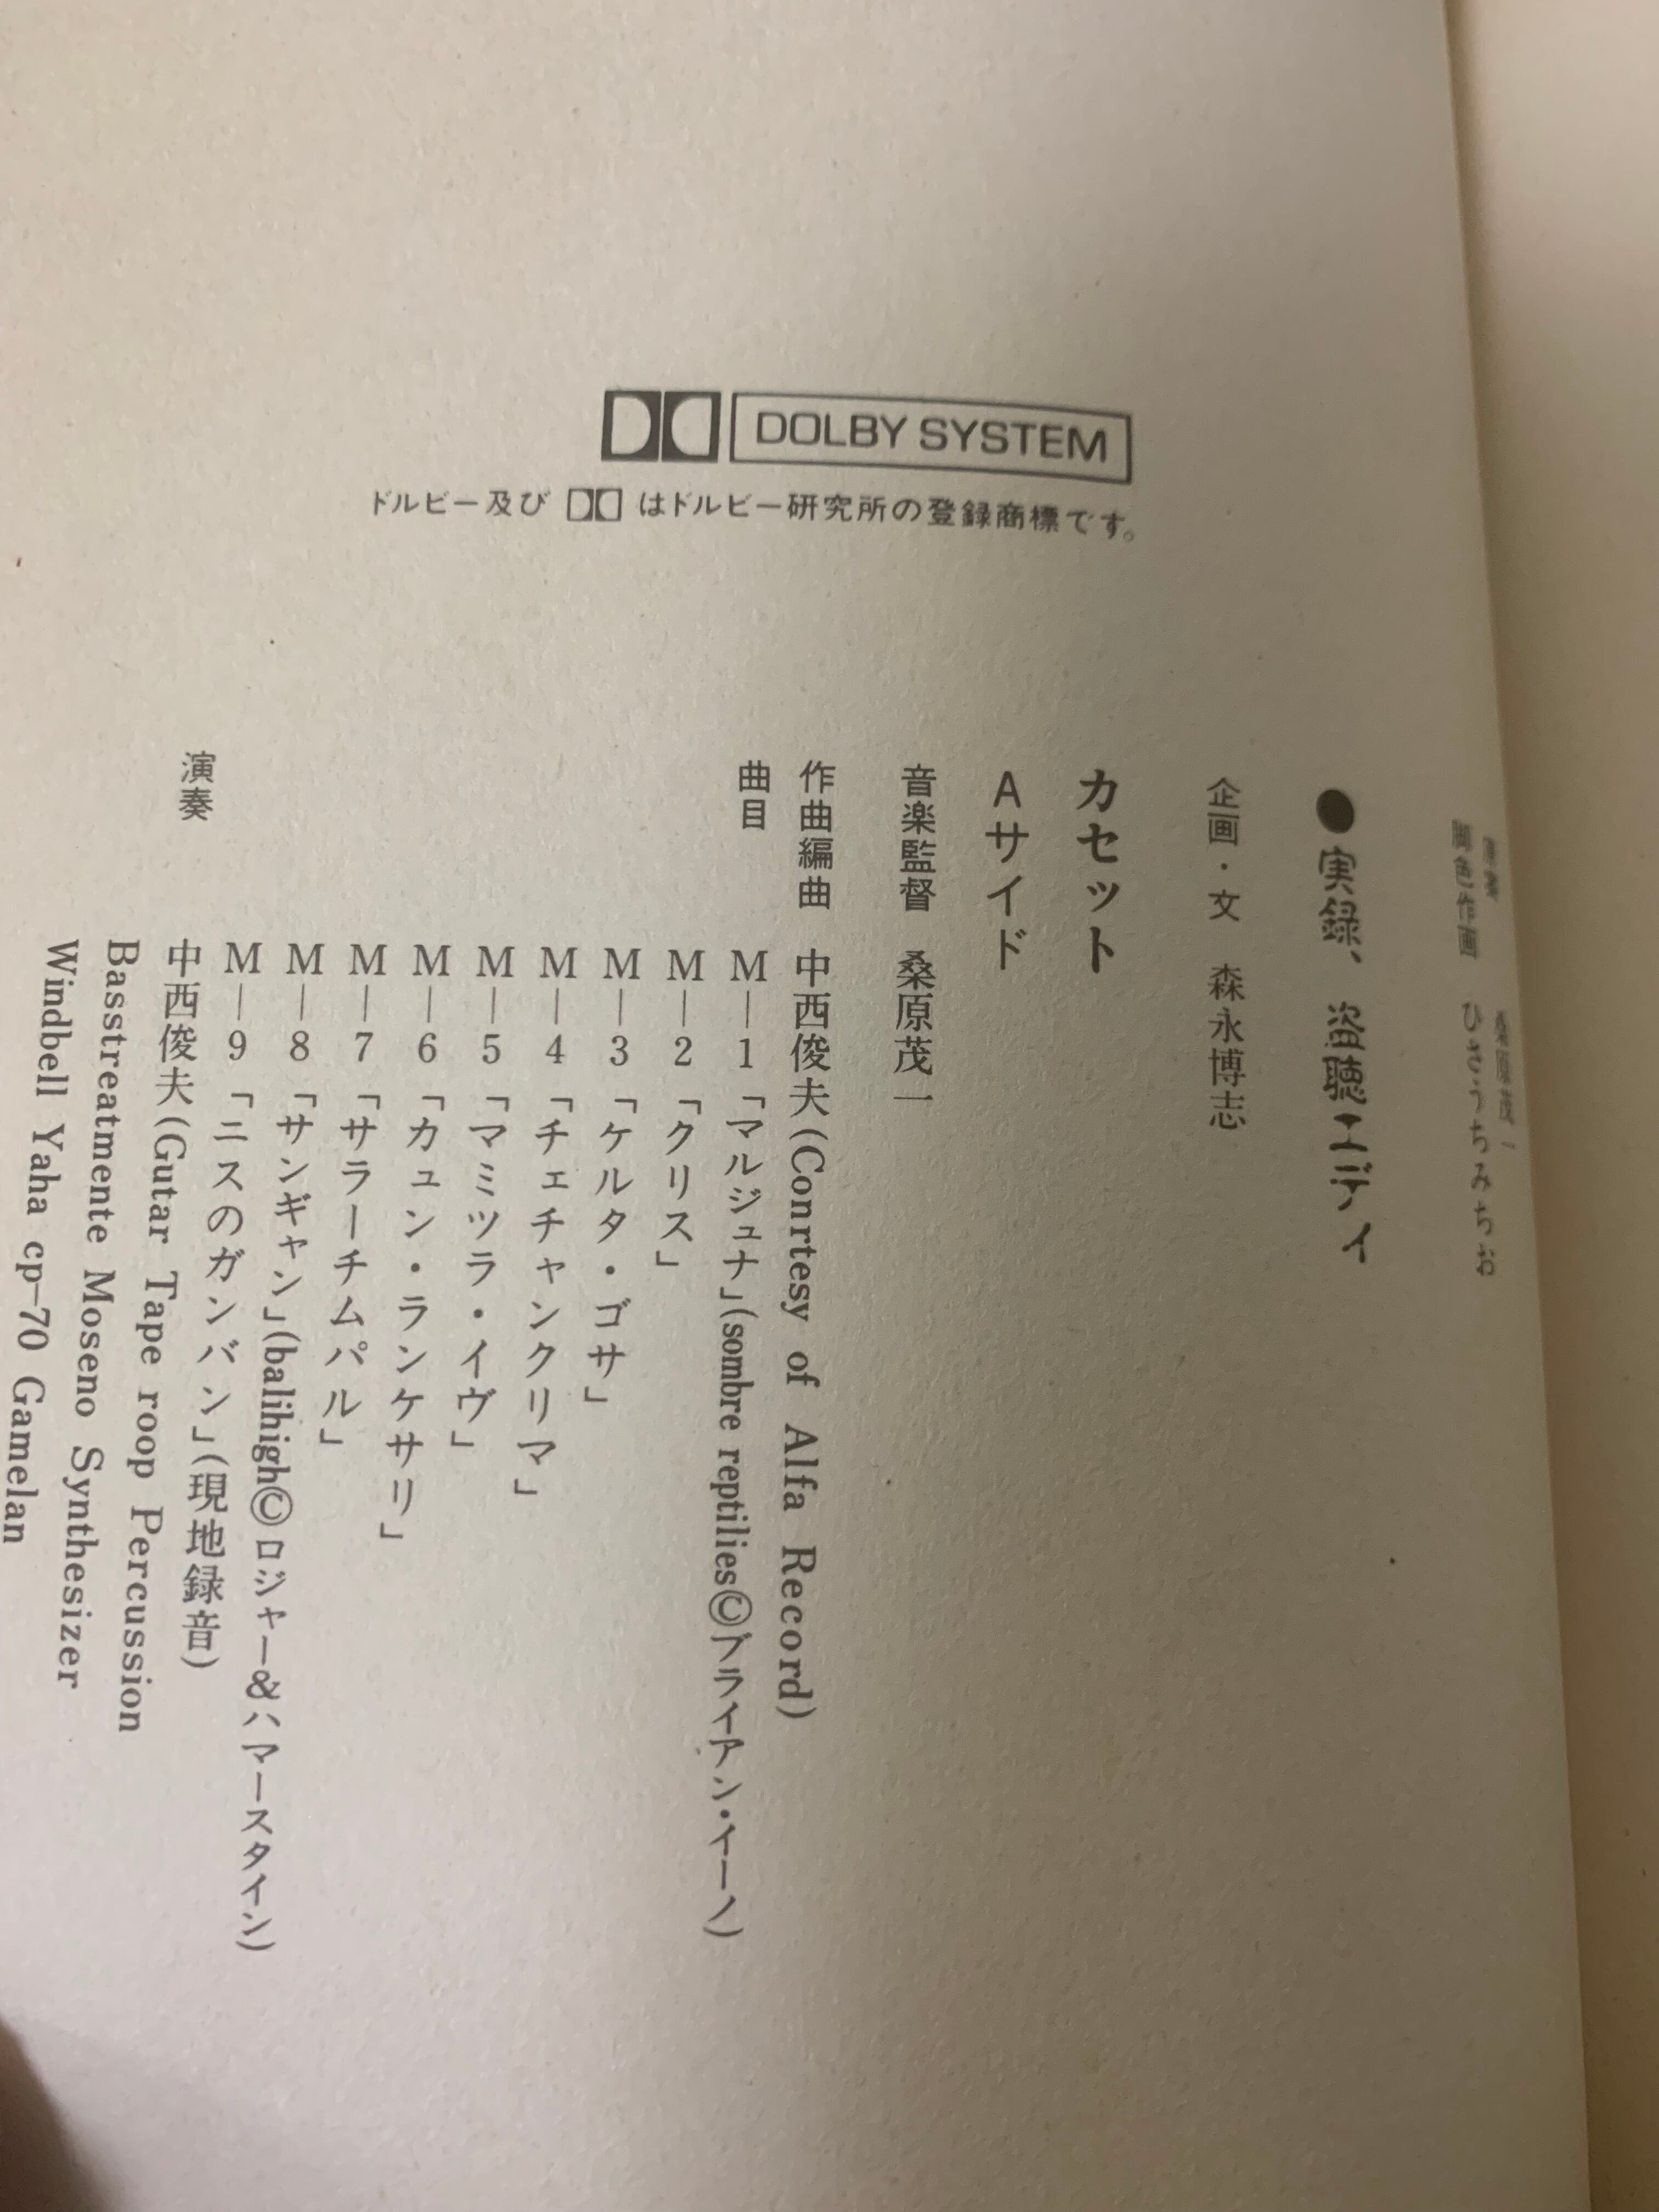 DOLBY SYSTEM
ドルビー及び はドルビー研究所の登録商標です。
桑原茂一
脚色作画 ひさうちみちお
●実録、盗聴エディ
企画・文 森永博志
カセット
Aサイド
音楽監督 桑原茂一
作曲編曲 中西俊夫(Conrtesy of Alfa Record)
曲目 M—1「マルジュナ」(sombre reptilies©ブライアン・イーノ)
M—2「クリス」
M—3「ケルタ・ゴサ」
M—4「チェチャンクリマ」
M—5「マミツラ・イヴ」
M—6「カュン・ランケサリ」
M—7「サラーチムパル」
M—8「サンギャン」(balihigh©ロジャー&ハマースタイン)
M—9「ニスのガンバン」(現地録音)
演奏 中西俊夫(Gutar Tape roop Percussion
Basstreatmente Moseno Synthesizer
Windbell Yaha cp—70 Gamelan